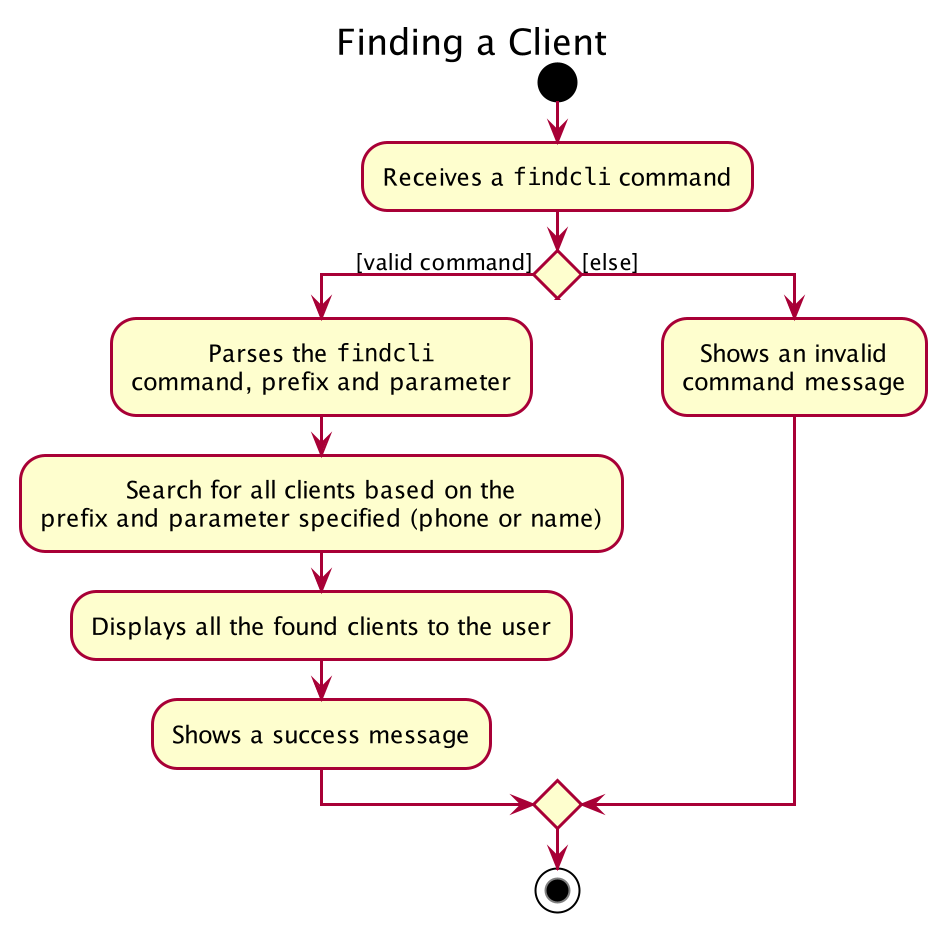 Finding a Client
Receives a findcli command
[valid command]
[else]
Parses the findcli
command, prefix and parameter
Shows an invalid
command message
Search for all clients based on the
prefix and parameter specified (phone or name)
Displays all the found clients to the user
Shows a success message